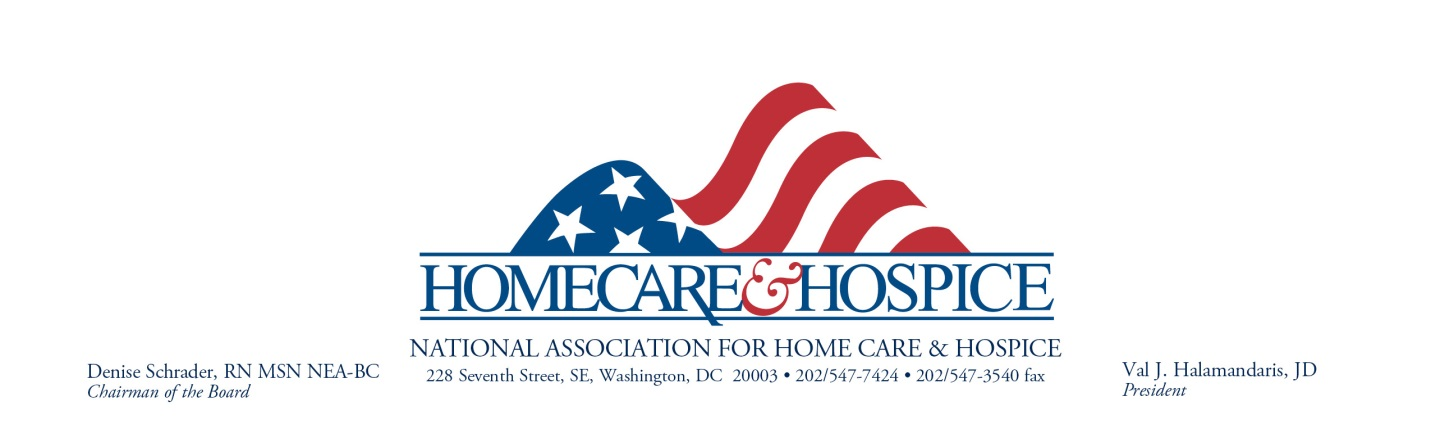 HOMECARE & HOSPICE
NATIONAL ASSOCIATION FOR HOME CARE & HOSPICE
228 Seventh Street, SE, Washington, DC 20003 • 202/547-7424 • 202/547-3540 fax
Denise Schrader, RN MSN NEA-BC
Chairman of the Board
Val J. Halamandaris, JD
President